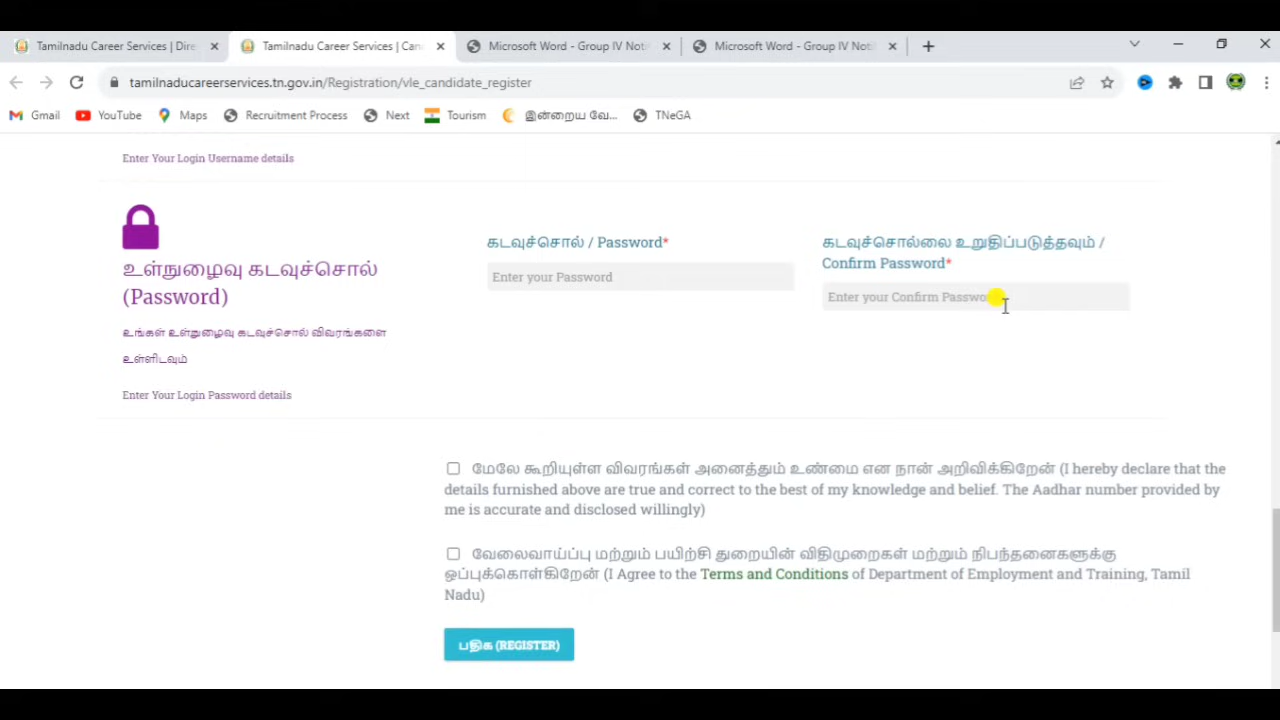 Tamilnadu Career Services | Dire
Tamilnadu Career Services | Can
Microsoft Word - Group IV Noti
Microsoft Word - Group IV Noti
tamilnaducareerservices.tn.gov.in/Registration/vle_candidate_register
Gmail
YouTube
Maps
Recruitment Process
Next
Tourism
இன்றைய வே...
TNeGA
Enter Your Login Username details
உள்நுழைவு கடவுச்சொல்
(Password)
உங்கள் உள்நுழைவு கடவுச்சொல் விவரங்களை
உள்ளிடவும்
Enter Your Login Password details
கடவுச்சொல் / Password*
Enter your Password
கடவுச்சொல்லை உறுதிப்படுத்தவும் /
Confirm Password*
Enter your Confirm Passwo
மேலே கூறியுள்ள விவரங்கள் அனைத்தும் உண்மை என நான் அறிவிக்கிறேன் (I hereby declare that the
details furnished above are true and correct to the best of my knowledge and belief. The Aadhar number provided by
me is accurate and disclosed willingly)
வேலைவாய்ப்பு மற்றும் பயிற்சி துறையின் விதிமுறைகள் மற்றும் நிபந்தனைகளுக்கு
ஒப்புக்கொள்கிறேன் (I Agree to the Terms and Conditions of Department of Employment and Training, Tamil
Nadu)
பதிக (REGISTER)